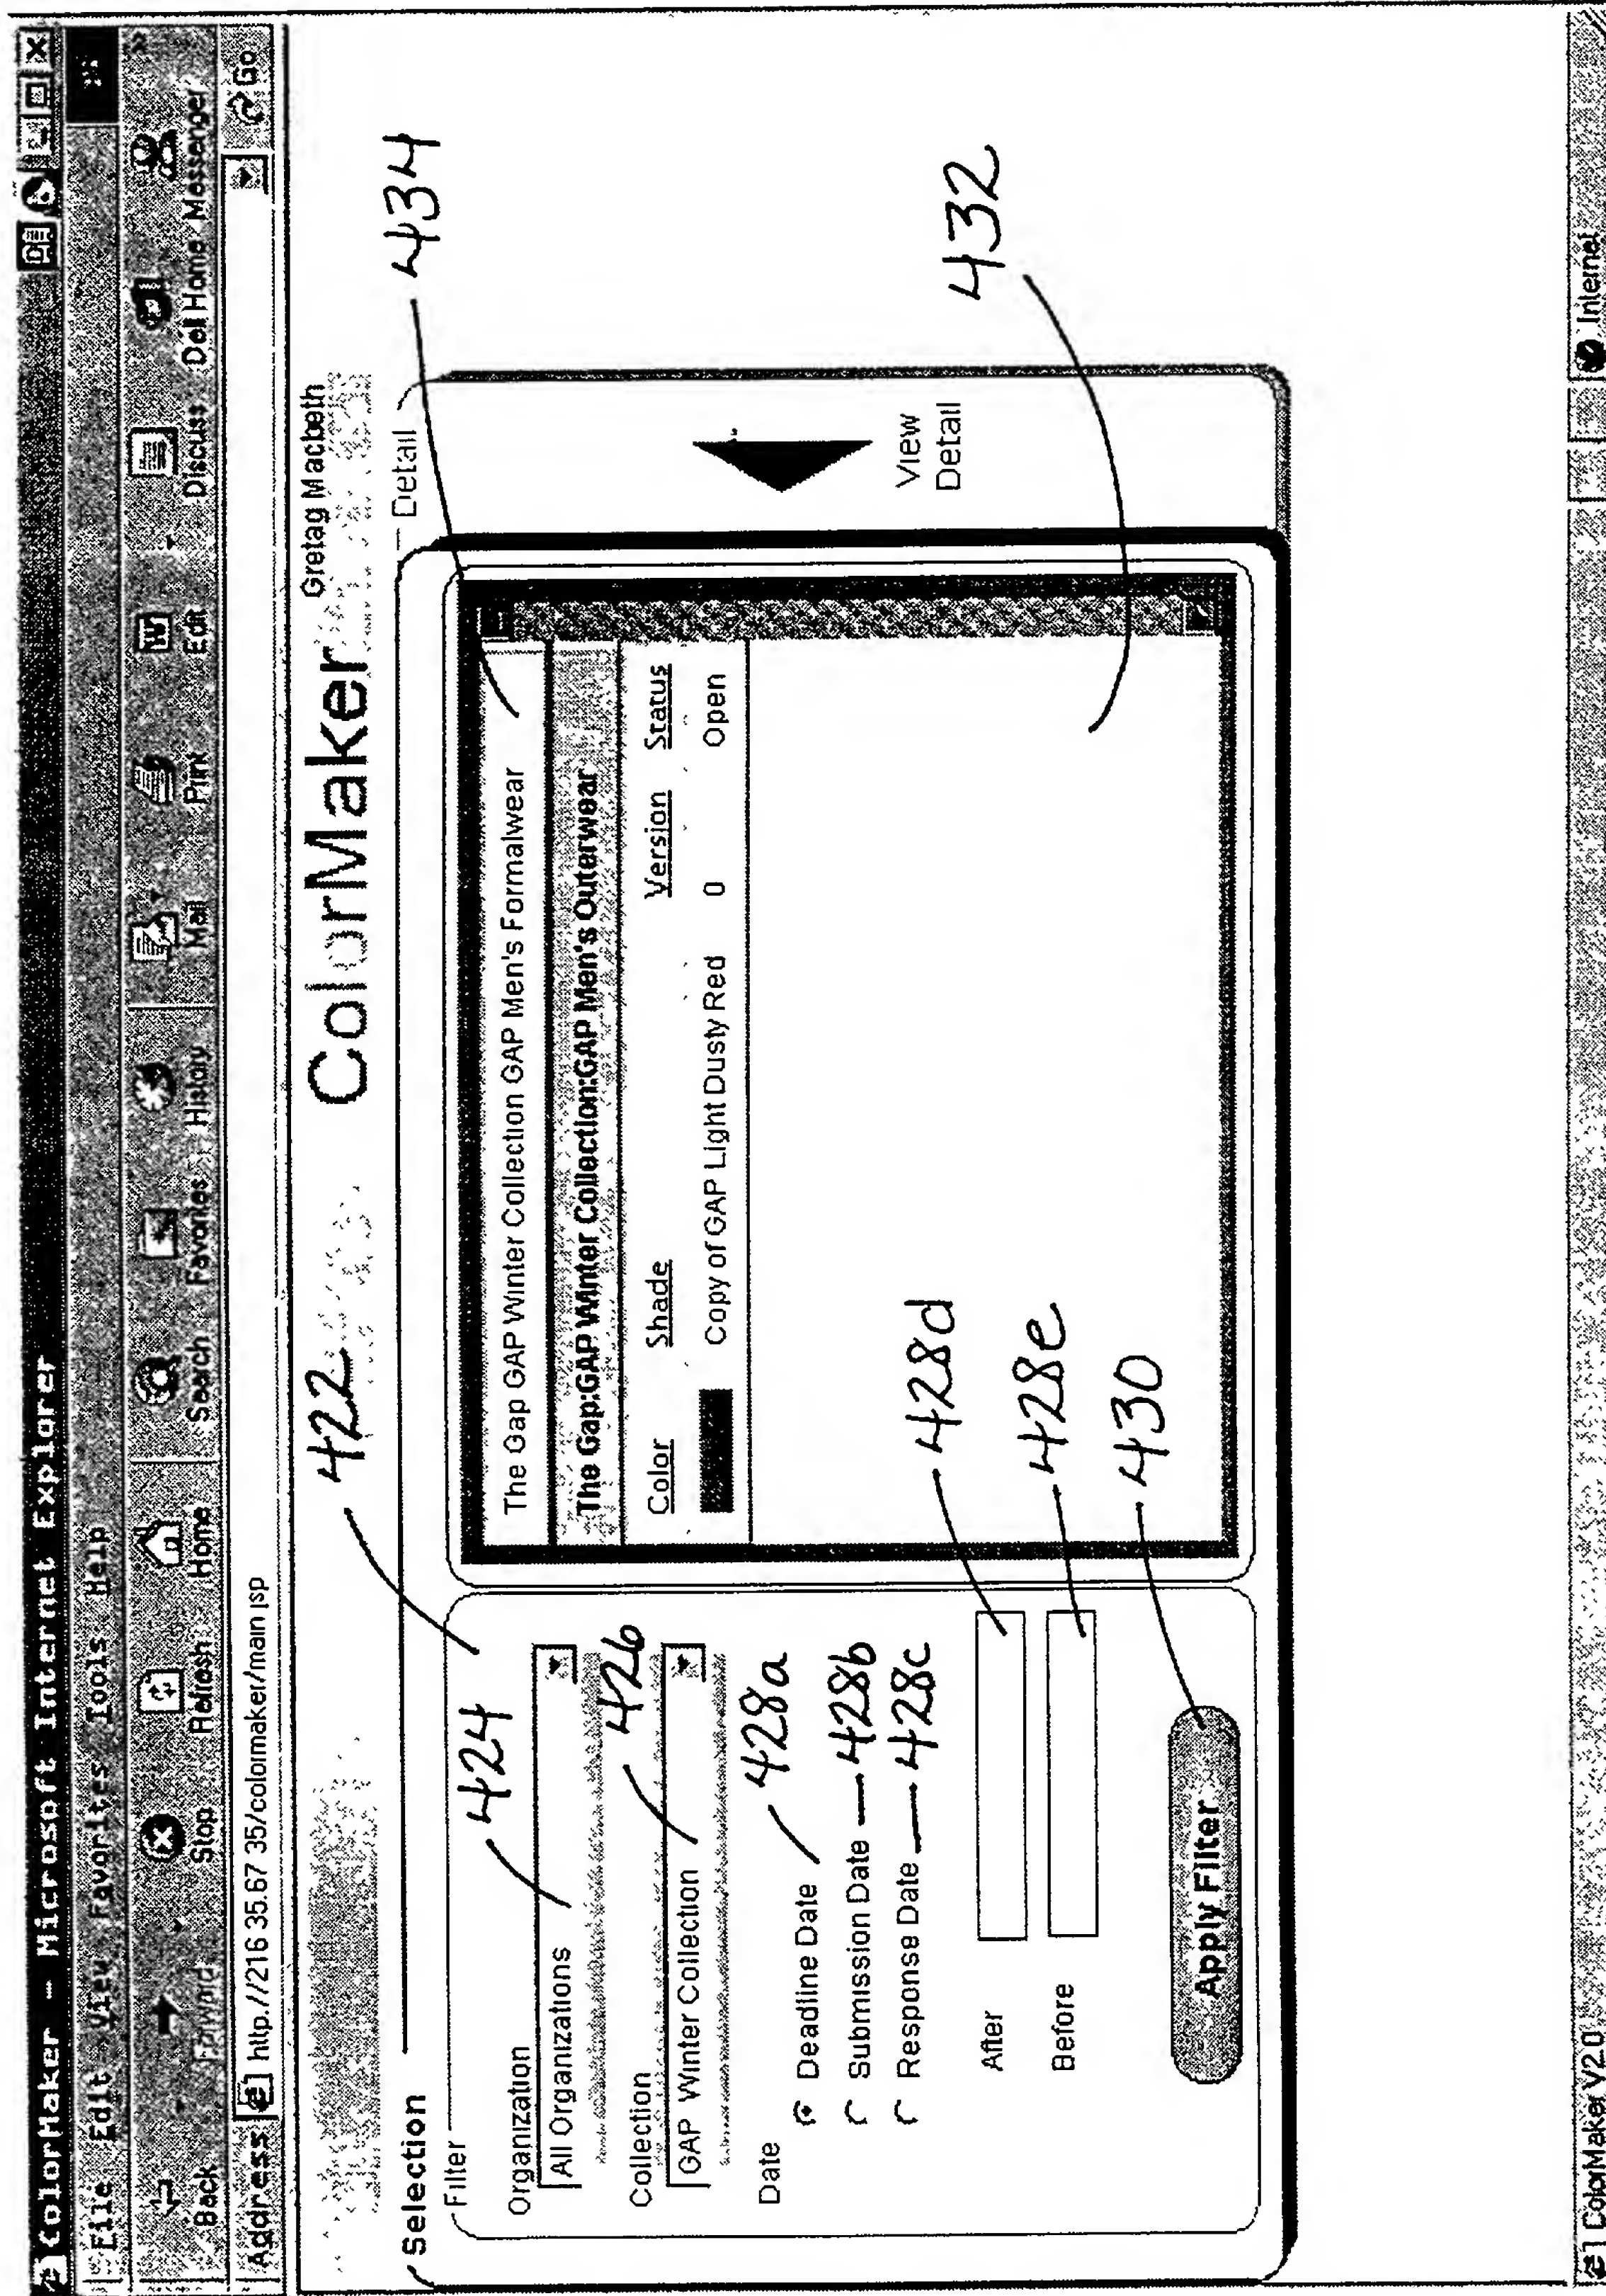 ColorMaker - Microsoft Internet Explorer
File Edit View Favorites Tools Help
Back Forward Stop Refresh Home Search Favorites History Mail Print Edit Discuss Dell Home Messenger
Address http.//216 35.67 35/colormaker/main jsp Go
422 ColorMaker Gretag Macbeth 434
Selection
Detail
Filter
424
Organization
All Organizations
426
Collection
GAP Winter Collection
Date
428a
Deadline Date
Submission Date 428b
Response Date 428c
After
428d
Before
428e
Apply Filter
430
The Gap GAP Winter Collection GAP Men's Formalwear
The Gap:GAP Winter Collection:GAP Men's Outerwear
Color Shade Version Status
Copy of GAP Light Dusty Red 0 Open
View
Detail
432
ColorMaker V2.0 Internet